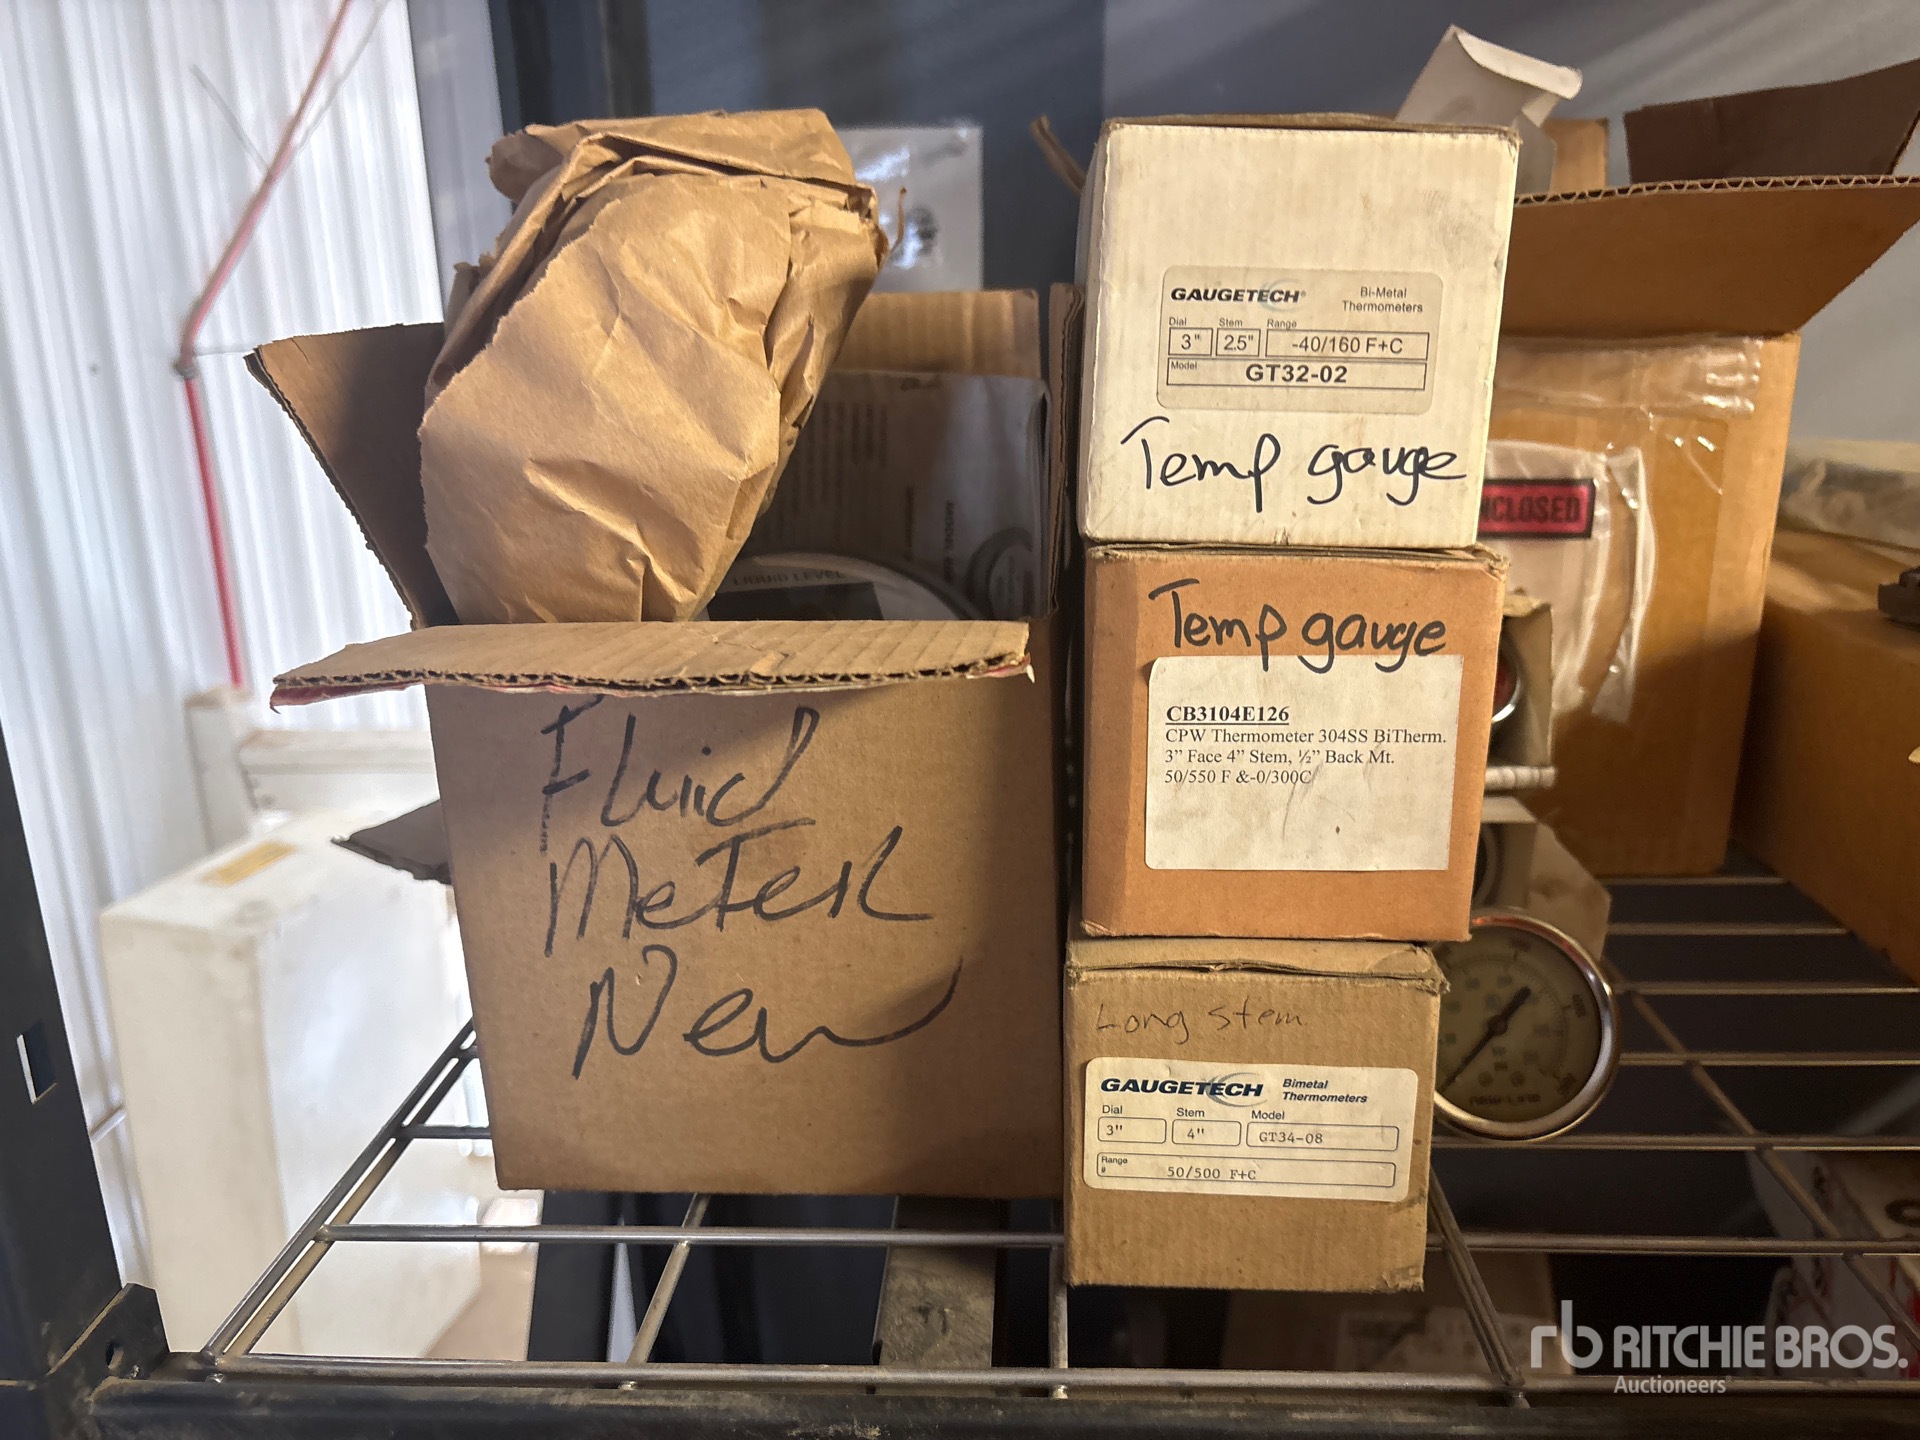 LIQUID LEVEL
Fluid
Meter
New
GAUGETECH®
Bi-Metal
Thermometers
Dial Stem Range
3" 2.5" -40/160 F+C
Model
GT32-02
Temp gauge
Temp gauge
CB3104E126
CPW Thermometer 304SS BiTherm.
3" Face 4" Stem, ½" Back Mt.
50/550 F &-0/300C
Long Stem
GAUGETECH
Bimetal
Thermometers
Dial Stem Model
3" 4" GT34-08
Range
#
50/500 F+C
NCLOSED
rb RITCHIE BROS.
Auctioneers